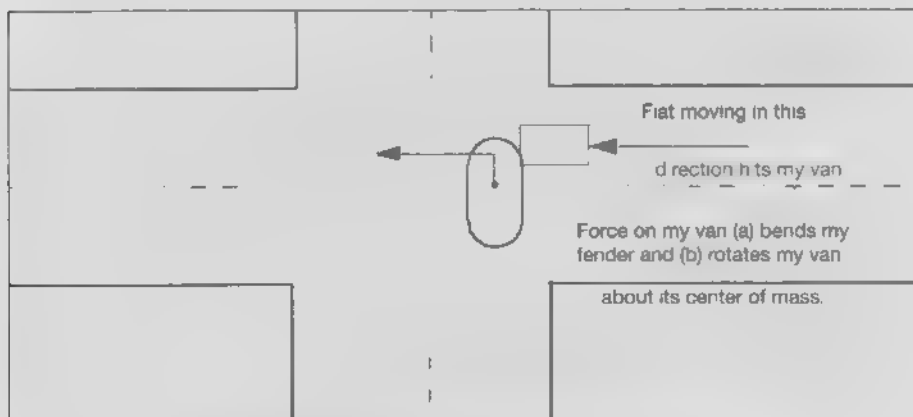 Fiat moving in this
direction hits my van
Force on my van (a) bends my
fender and (b) rotates my van
about its center of mass.